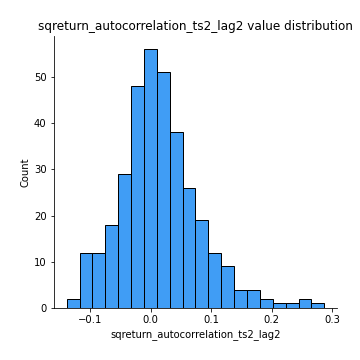 sqreturn_autocorrelation_ts2_lag2 value distribution
50
40
30
20
10
0
Count
−0.1 0.0 0.1 0.2 0.3
sqreturn_autocorrelation_ts2_lag2